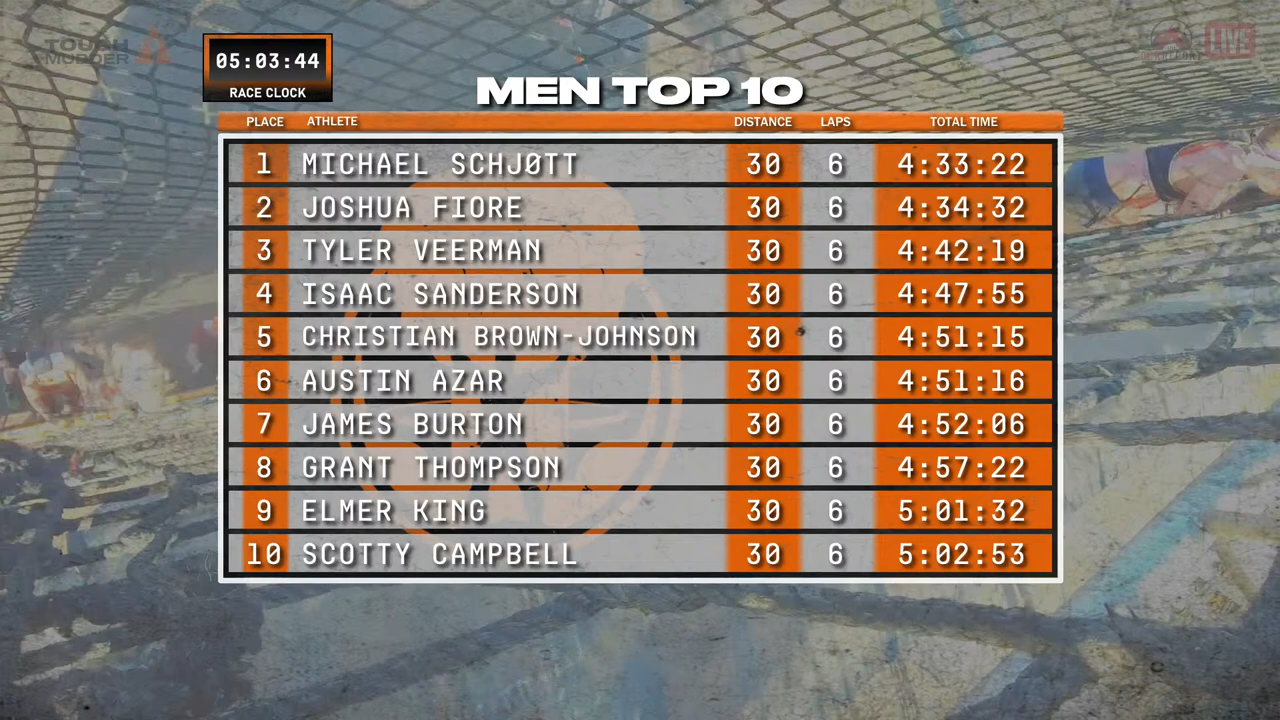 TOUGH MUDDER
05:03:44
RACE CLOCK
LIVE
MEN TOP 10
PLACE ATHLETE DISTANCE LAPS TOTAL TIME
1 MICHAEL SCHJØTT 30 6 4:33:22
2 JOSHUA FIORE 30 6 4:34:32
3 TYLER VEERMAN 30 6 4:42:19
4 ISAAC SANDERSON 30 6 4:47:55
5 CHRISTIAN BROWN-JOHNSON 30 6 4:51:15
6 AUSTIN AZAR 30 6 4:51:16
7 JAMES BURTON 30 6 4:52:06
8 GRANT THOMPSON 30 6 4:57:22
9 ELMER KING 30 6 5:01:32
10 SCOTTY CAMPBELL 30 6 5:02:53